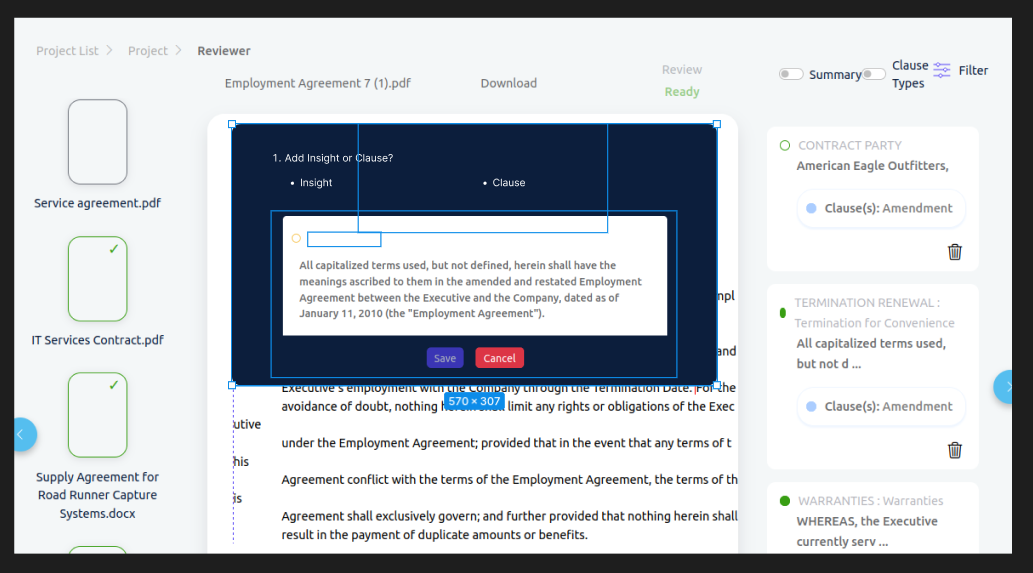 Project List > Project > Reviewer
Employment Agreement 7 (1).pdf
Download
Review
Ready
Summary
Clause
Types
Filter
Service agreement.pdf
IT Services Contract.pdf
Supply Agreement for
Road Runner Capture
Systems.docx
1. Add Insight or Clause?
• Insight
• Clause
All capitalized terms used, but not defined, herein shall have the
meanings ascribed to them in the amended and restated Employment
Agreement between the Executive and the Company, dated as of
January 11, 2010 (the "Employment Agreement").
Save
Cancel
570 × 307
mpl
and
Executive's employment with the Company through the Termination Date. For the
avoidance of doubt, nothing herein shall limit any rights or obligations of the Exec
utive
under the Employment Agreement; provided that in the event that any terms of t
his
Agreement conflict with the terms of the Employment Agreement, the terms of th
is
Agreement shall exclusively govern; and further provided that nothing herein shall
result in the payment of duplicate amounts or benefits.
CONTRACT PARTY
American Eagle Outfitters,
Clause(s): Amendment
TERMINATION RENEWAL :
Termination for Convenience
All capitalized terms used,
but not d ...
Clause(s): Amendment
WARRANTIES : Warranties
WHEREAS, the Executive
currently serv ...